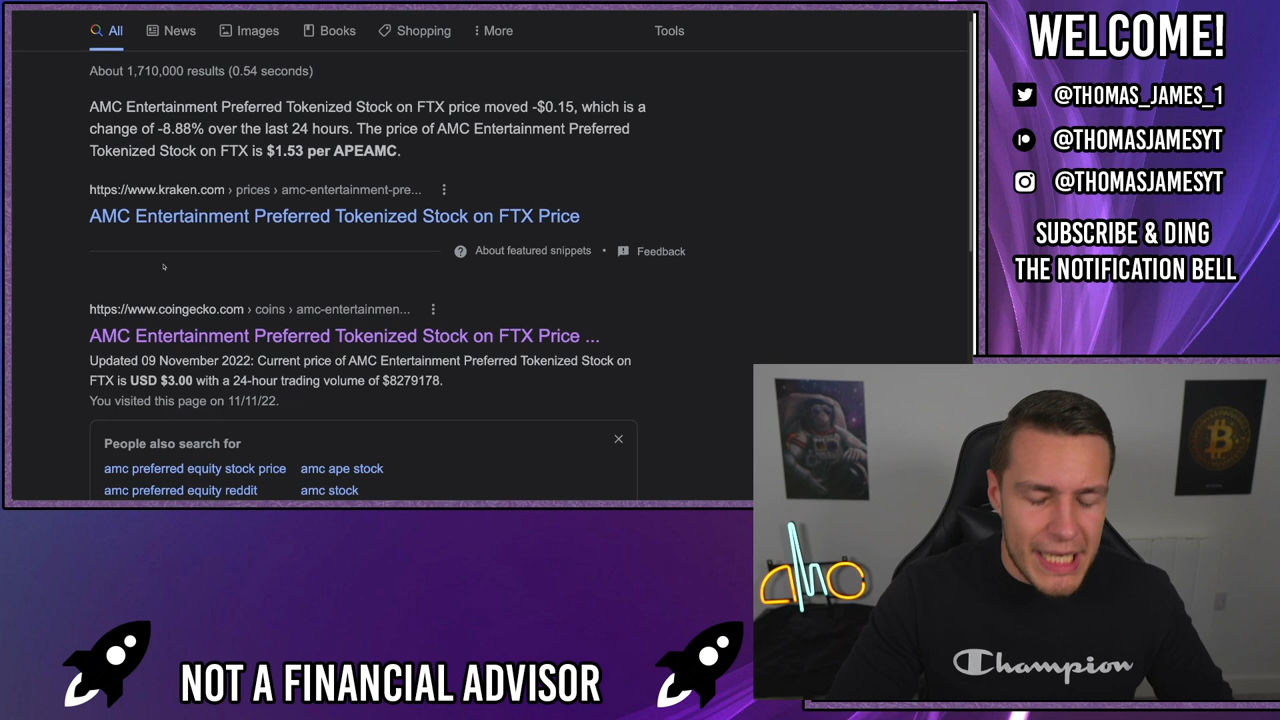 All
News
Images
Books
Shopping
More
Tools
About 1,710,000 results (0.54 seconds)
AMC Entertainment Preferred Tokenized Stock on FTX price moved -$0.15, which is a
change of -8.88% over the last 24 hours. The price of AMC Entertainment Preferred
Tokenized Stock on FTX is $1.53 per APEAMC.
https://www.kraken.com › prices › amc-entertainment-pre...
AMC Entertainment Preferred Tokenized Stock on FTX Price
About featured snippets • Feedback
https://www.coingecko.com › coins › amc-entertainmen...
AMC Entertainment Preferred Tokenized Stock on FTX Price ...
Updated 09 November 2022: Current price of AMC Entertainment Preferred Tokenized Stock on
FTX is USD $3.00 with a 24-hour trading volume of $8279178.
You visited this page on 11/11/22.
People also search for
amc preferred equity stock price
amc ape stock
amc preferred equity reddit
amc stock
WELCOME!
@THOMAS_JAMES_1
@THOMASJAMESYT
@THOMASJAMESYT
SUBSCRIBE & DING
THE NOTIFICATION BELL
amc
Champion
NOT A FINANCIAL ADVISOR